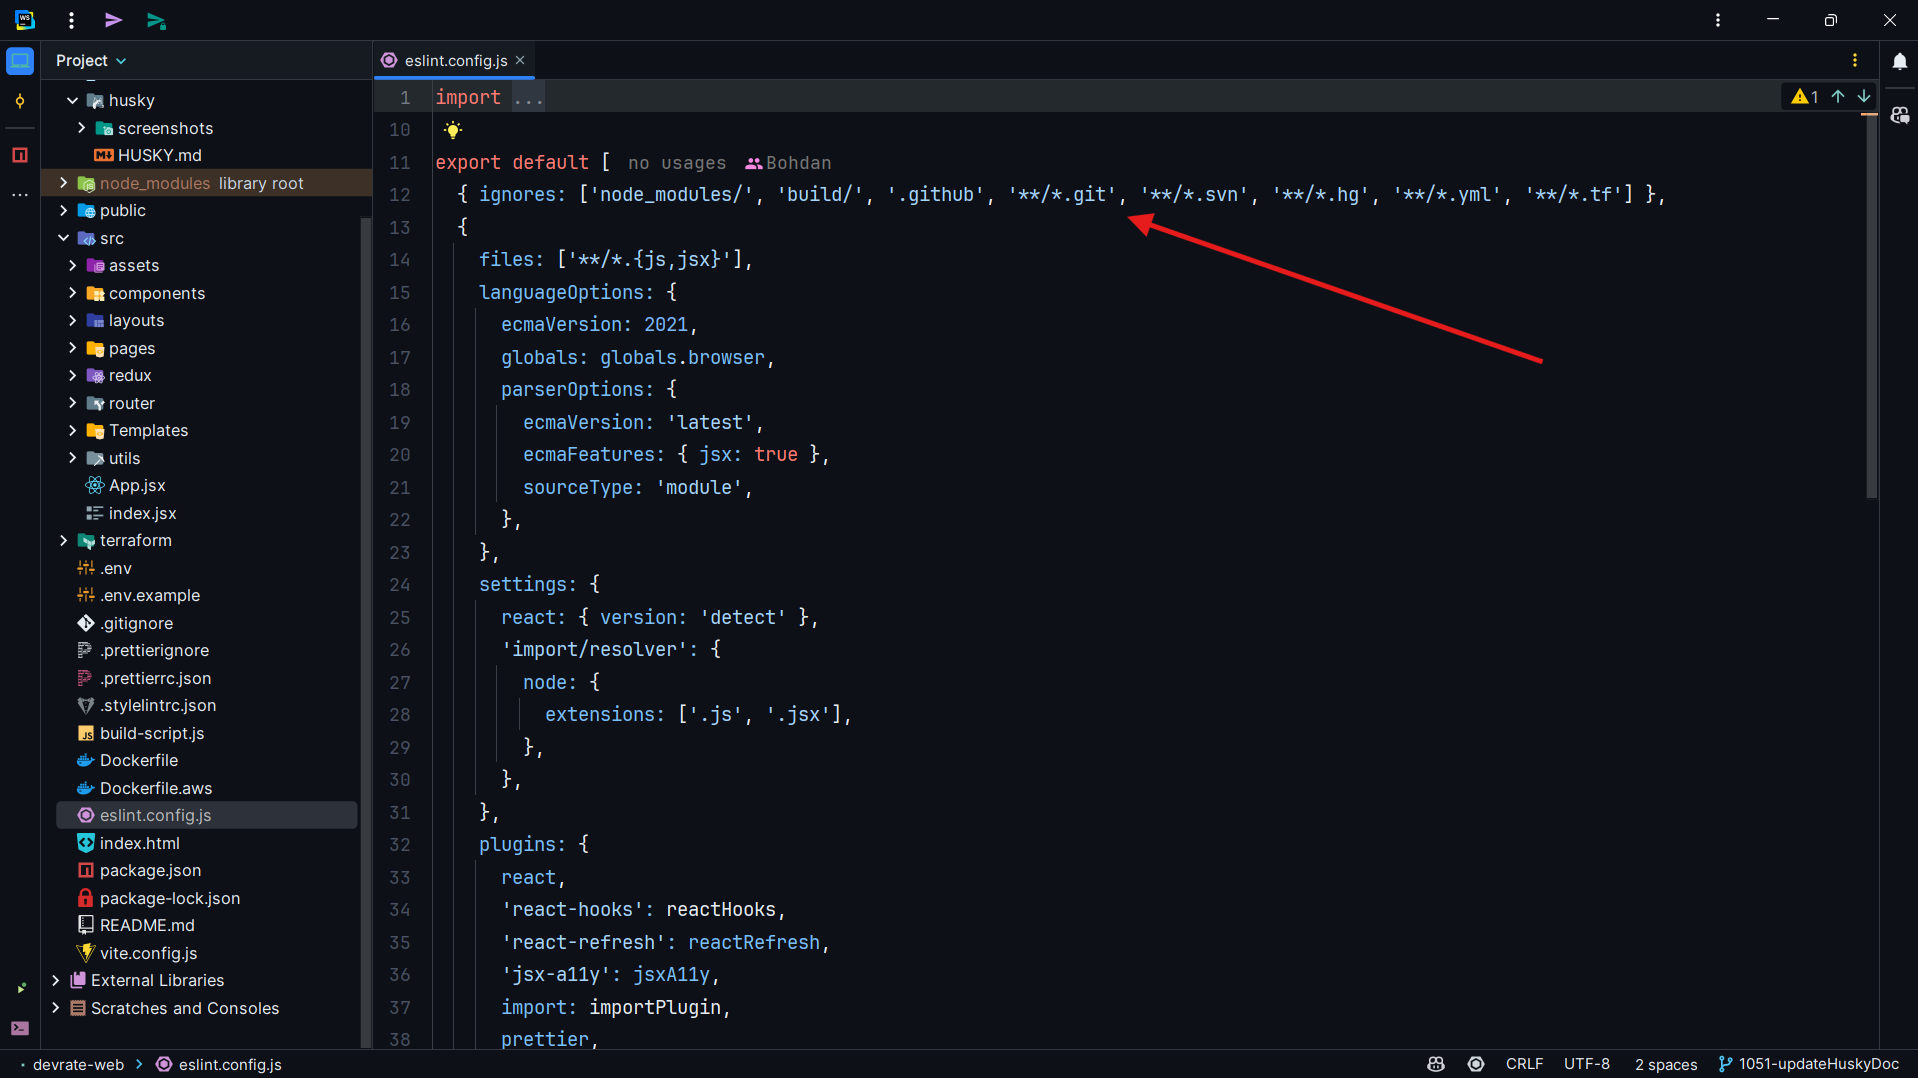 WS
Project
eslint.config.js
husky
screenshots
HUSKY.md
node_modules library root
public
src
assets
components
layouts
pages
redux
router
Templates
utils
App.jsx
index.jsx
terraform
.env
.env.example
.gitignore
.prettierignore
.prettierrc.json
.stylelintrc.json
build-script.js
Dockerfile
Dockerfile.aws
eslint.config.js
index.html
package.json
package-lock.json
README.md
vite.config.js
External Libraries
Scratches and Consoles
1 import ...
1
10
11 export default [ no usages Bohdan
12 { ignores: ['node_modules/', 'build/', '.github', '**/*.git', '**/*.svn', '**/*.hg', '**/*.yml', '**/*.tf'] },
13 {
14 files: ['**/*.{js,jsx}'],
15 languageOptions: {
16 ecmaVersion: 2021,
17 globals: globals.browser,
18 parserOptions: {
19 ecmaVersion: 'latest',
20 ecmaFeatures: { jsx: true },
21 sourceType: 'module',
22 },
23 },
24 settings: {
25 react: { version: 'detect' },
26 'import/resolver': {
27 node: {
28 extensions: ['.js', '.jsx'],
29 },
30 },
31 },
32 plugins: {
33 react,
34 'react-hooks': reactHooks,
35 'react-refresh': reactRefresh,
36 'jsx-a11y': jsxA11y,
37 import: importPlugin,
38 prettier,
devrate-web > eslint.config.js
CRLF UTF-8 2 spaces 1051-updateHuskyDoc